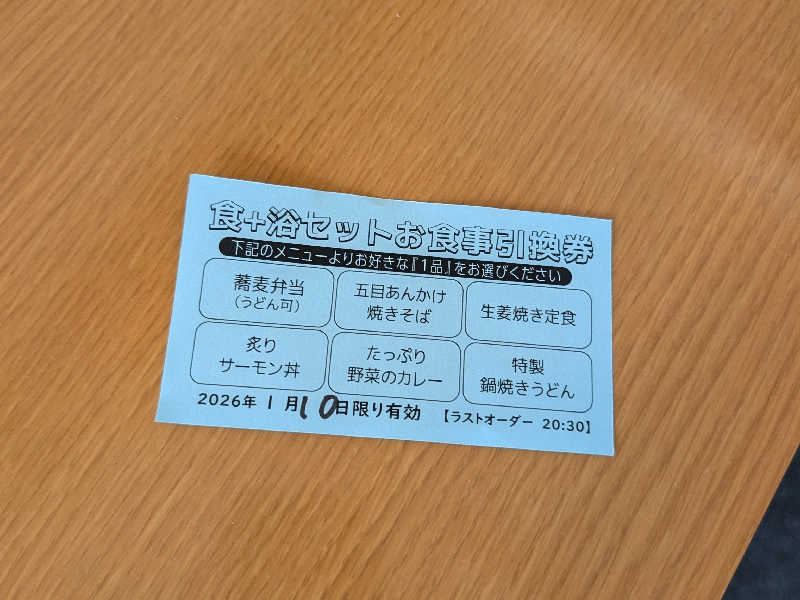 食+浴セットお食事引換券
下記のメニューよりお好きな『1品』をお選びください
蕎麦弁当
(うどん可)
五目あんかけ
焼きそば
生姜焼き定食
炙り
サーモン丼
たっぷり
野菜のカレー
特製
鍋焼きうどん
2026年 1月10日限り有効 【ラストオーダー 20:30】